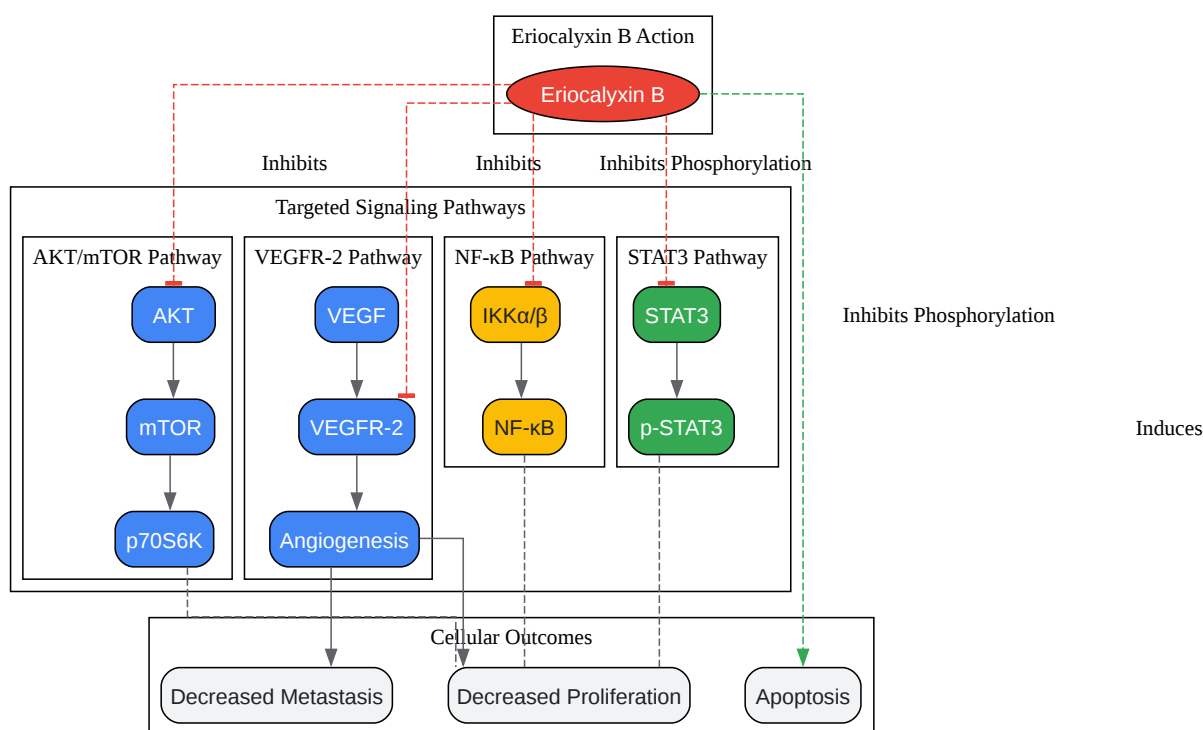 Eriocalyxin B Action
Eriocalyxin B
Inhibits
Inhibits
Inhibits Phosphorylation
Targeted Signaling Pathways
AKT/mTOR Pathway
VEGFR-2 Pathway
NF-κB Pathway
STAT3 Pathway
AKT
VEGF
IKKα/β
STAT3
Inhibits Phosphorylation
mTOR
VEGFR-2
NF-κB
p-STAT3
Induces
p70S6K
Angiogenesis
Cellular Outcomes
Decreased Metastasis
Decreased Proliferation
Apoptosis